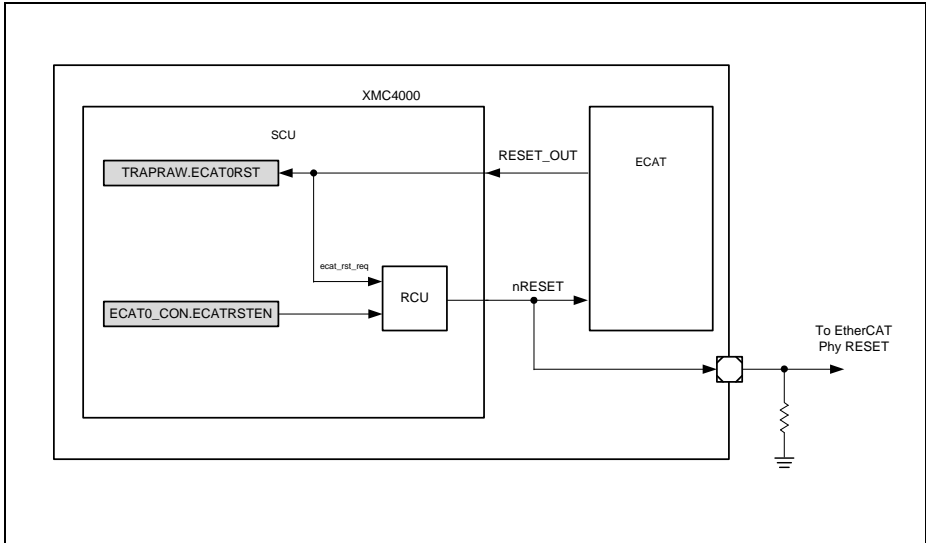 XMC4000
SCU
RESET_OUT
ECAT
TRAPRAW.ECAT0RST
ecat_rst_req
RCU
nRESET
ECAT0_CON.ECATRSTEN
To EtherCAT
Phy RESET